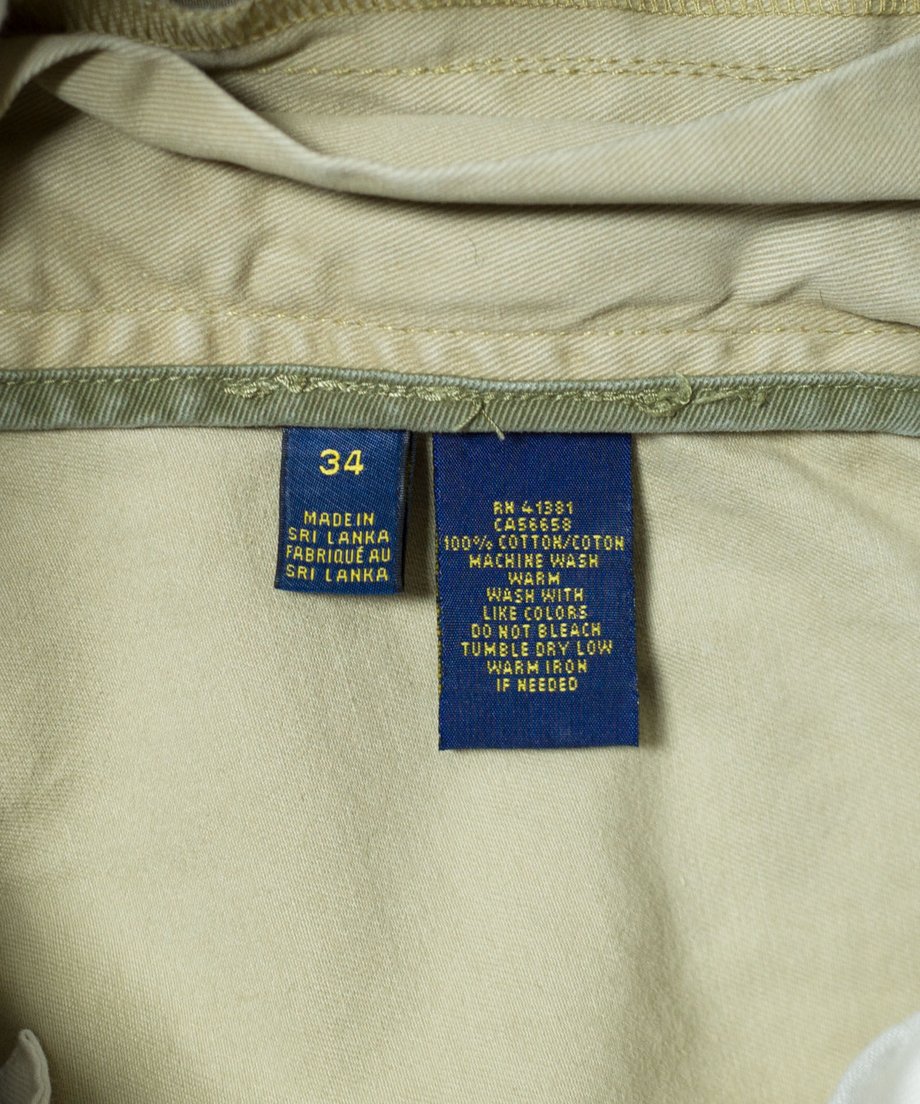 34
MADE IN
SRI LANKA
FABRIQUÉ AU
SRI LANKA
RN 41381
CA56658
100% COTTON/COTON
MACHINE WASH
WARM
WASH WITH
LIKE COLORS
DO NOT BLEACH
TUMBLE DRY LOW
WARM IRON
IF NEEDED